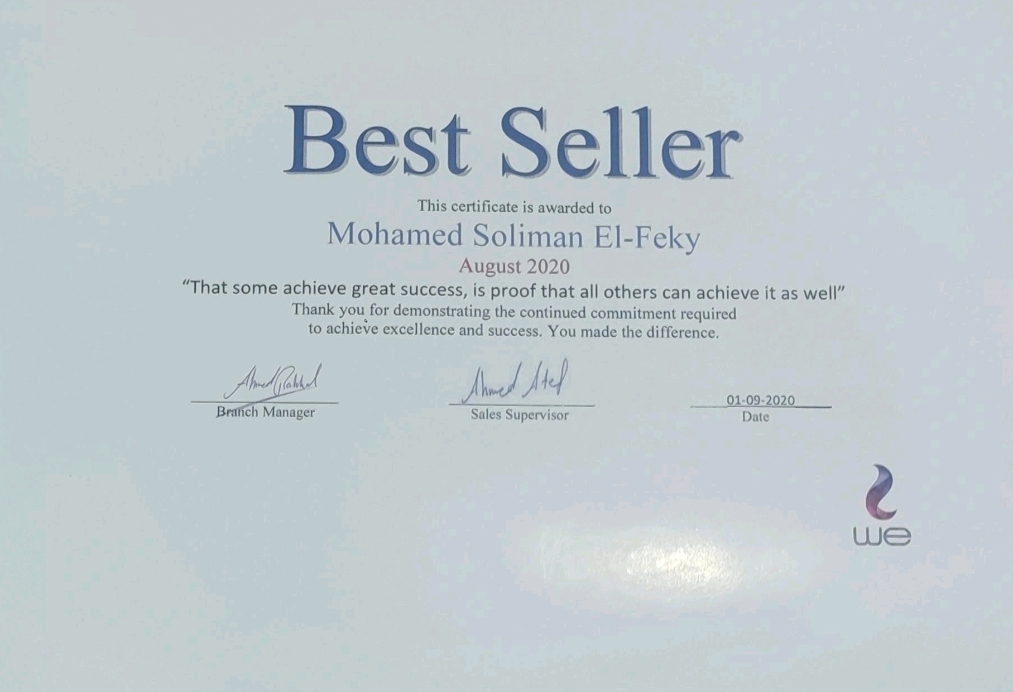 Best Seller
This certificate is awarded to
Mohamed Soliman El-Feky
August 2020
“That some achieve great success, is proof that all others can achieve it as well”
Thank you for demonstrating the continued commitment required
to achieve excellence and success. You made the difference.
Ahmed
Ahmed Atef
01-09-2020
Branch Manager
Sales Supervisor
Date
we